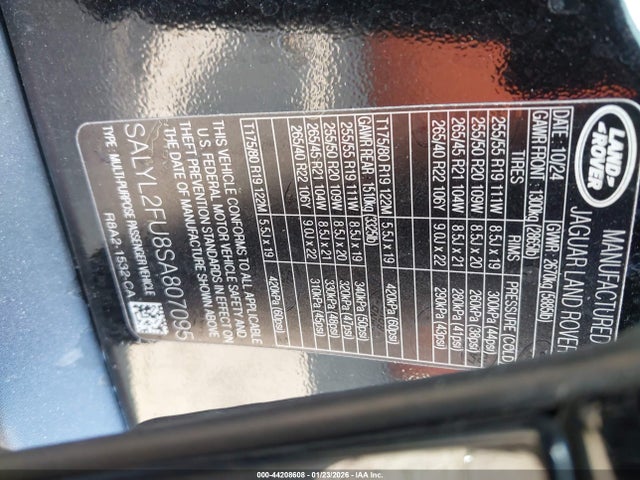 LAND-
ROVER
MANUFACTURED
JAGUAR LAND ROVER
DATE: 10/24 GVWR: 2670kg (5886lb)
GAWR FRONT: 1300kg (2865lb)
TIRES RIMS PRESSURE (COLD
255/55 R19 111W 8.5J x 19 300kPa (44psi)
255/50 R20 109W 8.5J x 20 260kPa (38psi)
265/45 R21 104W 8.5J x 21 280kPa (41psi)
265/40 R22 106Y 9.0J x 22 290kPa (42psi)
T175/80 R19 122M 5.5J x 19 420kPa (60psi)
GAWR REAR: 1510kg (3325lb)
255/55 R19 111W 8.5J x 19 340kPa (50psi)
255/50 R20 109W 8.5J x 20 320kPa (46psi)
265/45 R21 104W 8.5J x 21 330kPa (48psi)
265/40 R22 106Y 9.0J x 22 310kPa (45psi)
T175/80 R19 122M 5.5J x 19 420kPa (60psi)
THIS VEHICLE CONFORMS TO ALL APPLICABLE
U.S. FEDERAL MOTOR VEHICLE SAFETY AND
THEFT PREVENTION STANDARDS IN EFFECT
ON THE DATE OF MANUFACTURE SHOWN ABOVE
SALYL2FU8SA807095
TYPE: MULTI-PURPOSE PASSENGER VEHICLE
R8A2-1532-CA
000-44208608 - 01/23/2026 - IAA Inc.